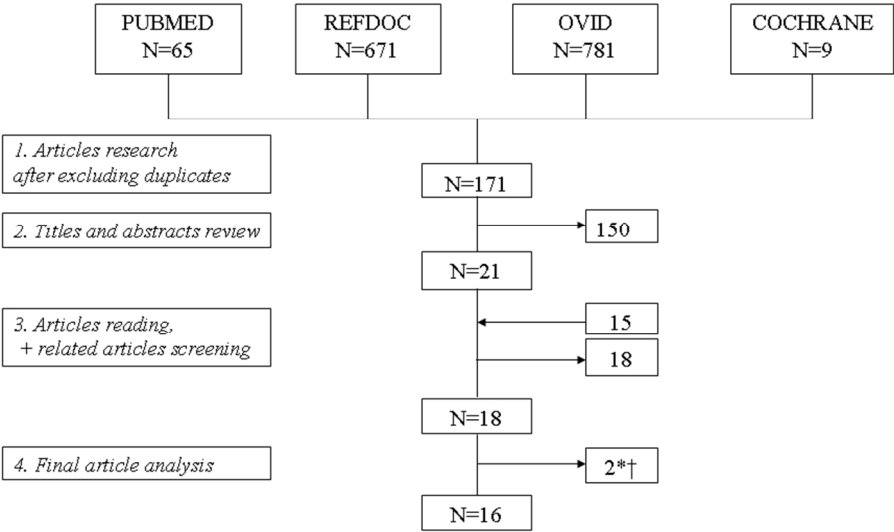 PUBMED
N=65
REFDOC
N=671
OVID
N=781
COCHRANE
N=9
1. Articles research
after excluding duplicates
N=171
2. Titles and abstracts review
150
N=21
3. Articles reading,
+ related articles screening
15
18
N=18
4. Final article analysis
2*†
N=16